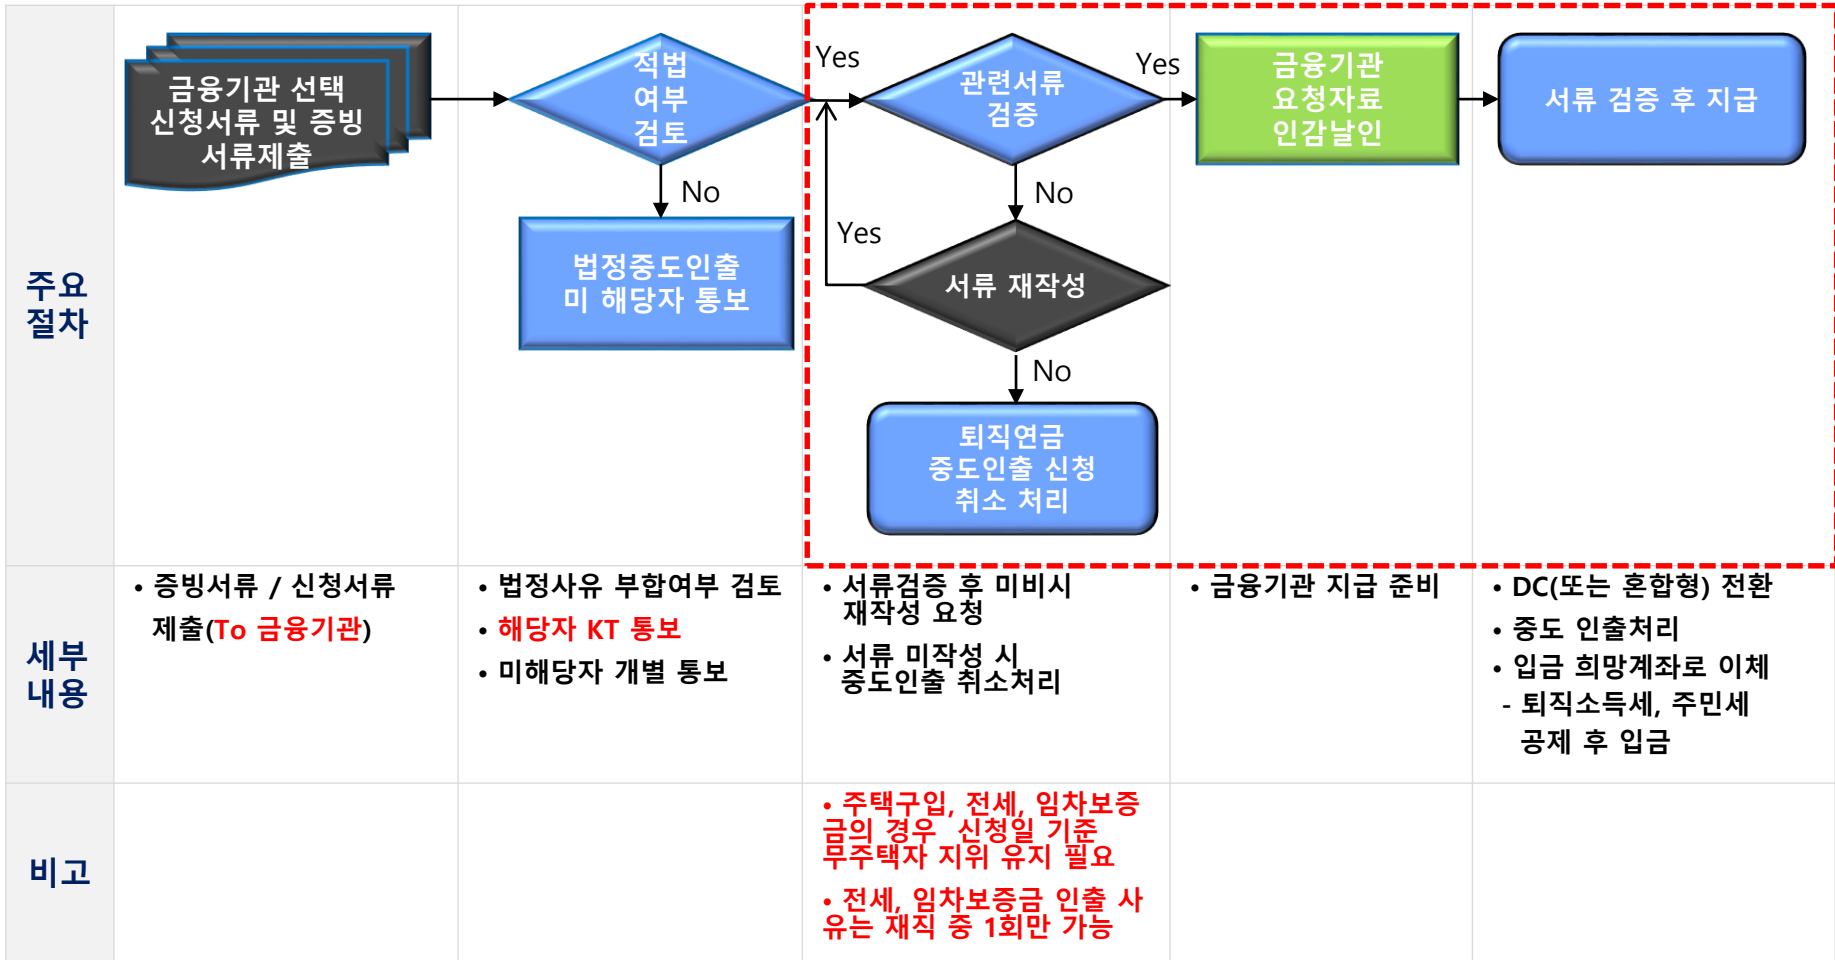 주요
절차
금융기관 선택
신청서류 및 증빙
서류제출
적법
여부
검토
Yes
No
법정중도인출
미 해당자 통보
관련서류
검증
Yes
No
Yes
서류 재작성
No
퇴직연금
중도인출 신청
취소 처리
금융기관
요청자료
인감날인
서류 검증 후 지급
세부
내용
• 증빙서류 / 신청서류
제출(To 금융기관)
• 법정사유 부합여부 검토
• 해당자 KT 통보
• 미해당자 개별 통보
• 서류검증 후 미비시
재작성 요청
• 서류 미작성 시
중도인출 취소처리
• 금융기관 지급 준비
• DC(또는 혼합형) 전환
• 중도 인출처리
• 입금 희망계좌로 이체
- 퇴직소득세, 주민세
공제 후 입금
비고
• 주택구입, 전세, 임차보증
금의 경우 신청일 기준
무주택자 지위 유지 필요
• 전세, 임차보증금 인출 사
유는 재직 중 1회만 가능